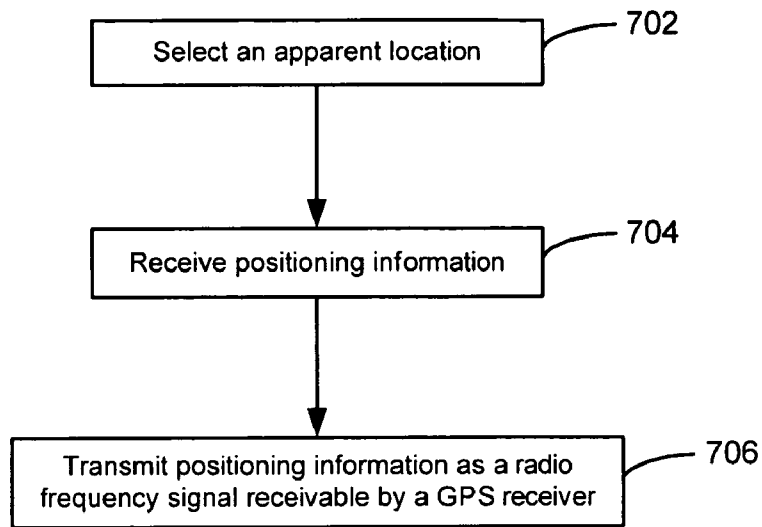 Select an apparent location
702
Receive positioning information
704
Transmit positioning information as a radio
frequency signal receivable by a GPS receiver
706